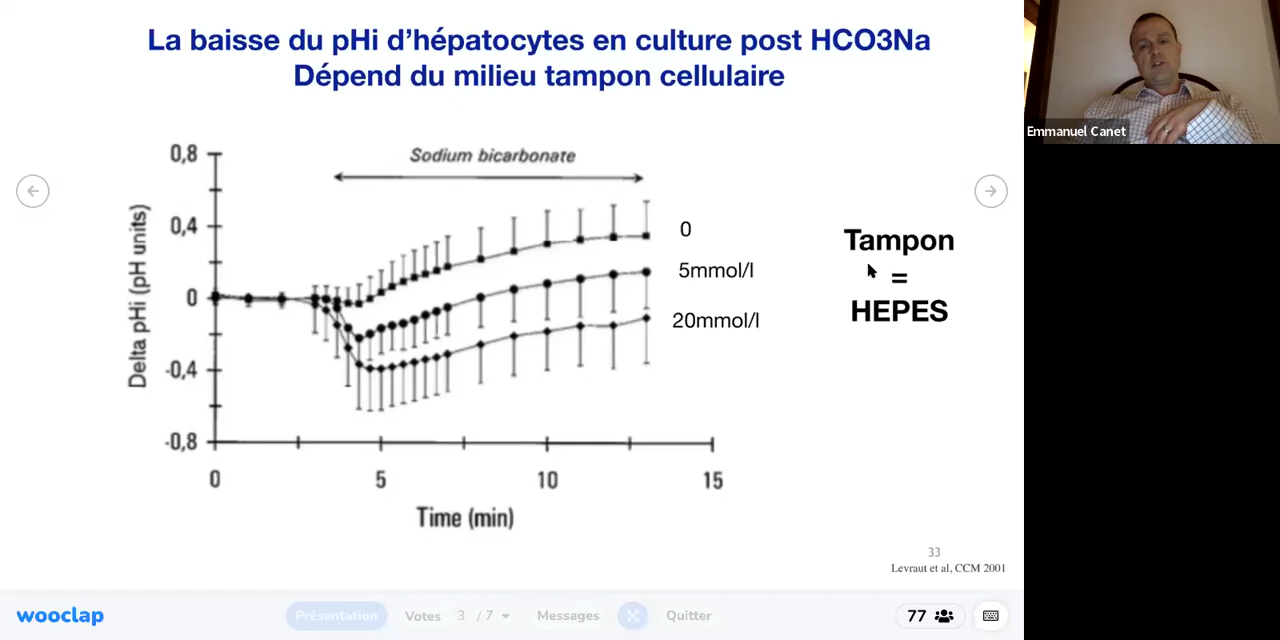 La baisse du pHi d’hépatocytes en culture post HCO3Na
Dépend du milieu tampon cellulaire
Emmanuel Canet
Sodium bicarbonate
0,8
0,4
0
-0,4
-0,8
Delta pHi (pH units)
0
5mmol/l
20mmol/l
Tampon
=
HEPES
0 5 10 15
Time (min)
33
Levraut et al, CCM 2001
wooclap
Présentation Votes 3 / 7 Messages Quitter 77